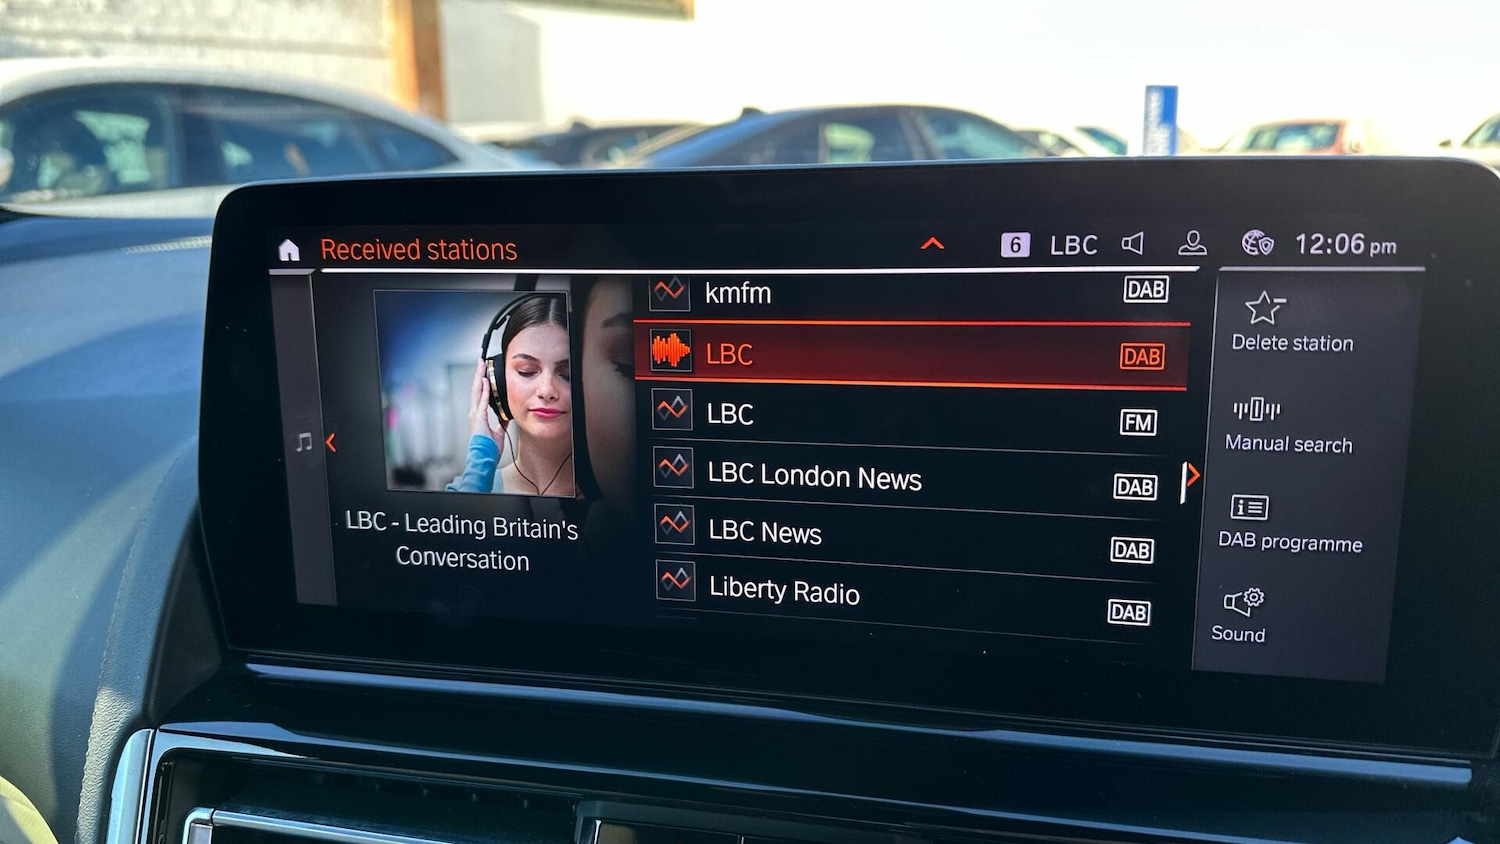 Received stations
6 LBC 12:06 pm
kmfm DAB
LBC DAB
LBC FM
LBC London News DAB
LBC News DAB
Liberty Radio DAB
LBC - Leading Britain's
Conversation
Delete station
Manual search
DAB programme
Sound